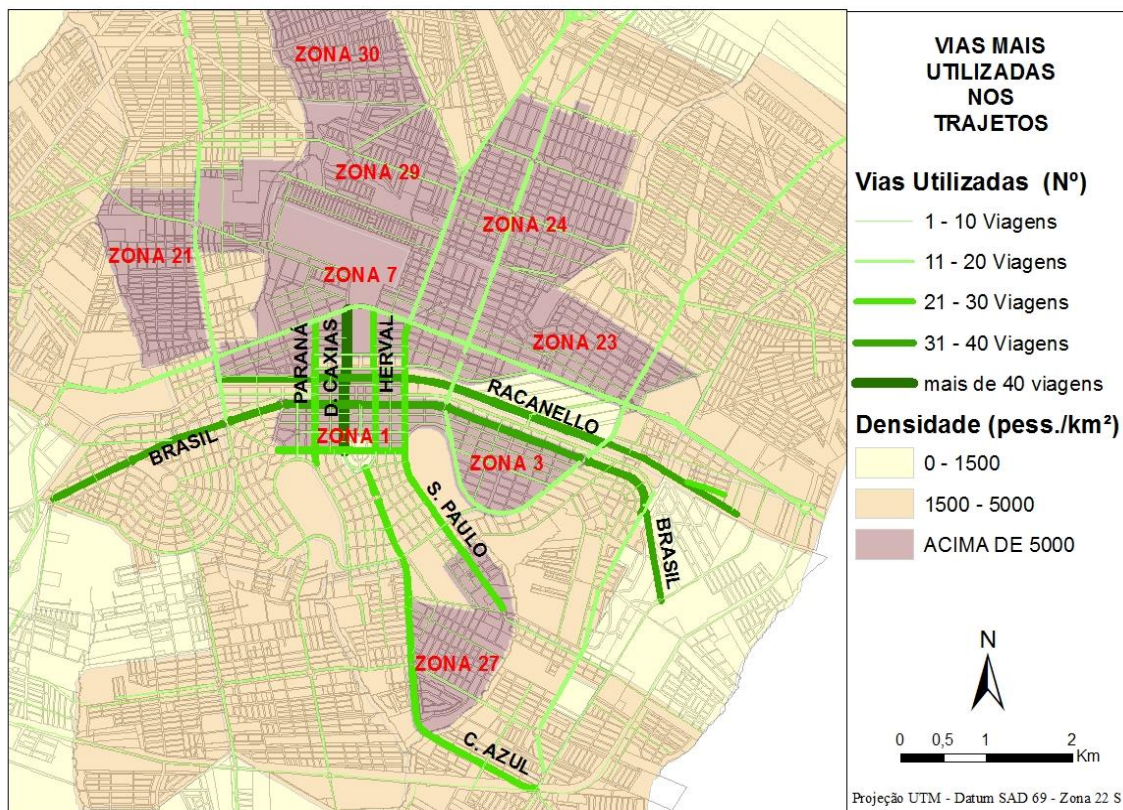 ZONA 30
ZONA 29
ZONA 24
ZONA 21
ZONA 7
ZONA 23
PARANÁ
D. CAXIAS
HERVAL
RACANELLO
BRASIL
ZONA 1
ZONA 3
S. PAULO
BRASIL
ZONA 27
C. AZUL
VIAS MAIS
UTILIZADAS
NOS
TRAJETOS
Vias Utilizadas (Nº)
1 - 10 Viagens
11 - 20 Viagens
21 - 30 Viagens
31 - 40 Viagens
mais de 40 viagens
Densidade (pess./km²)
0 - 1500
1500 - 5000
ACIMA DE 5000
N
0 0,5 1 2
Km
Projeção UTM - Datum SAD 69 - Zona 22 S